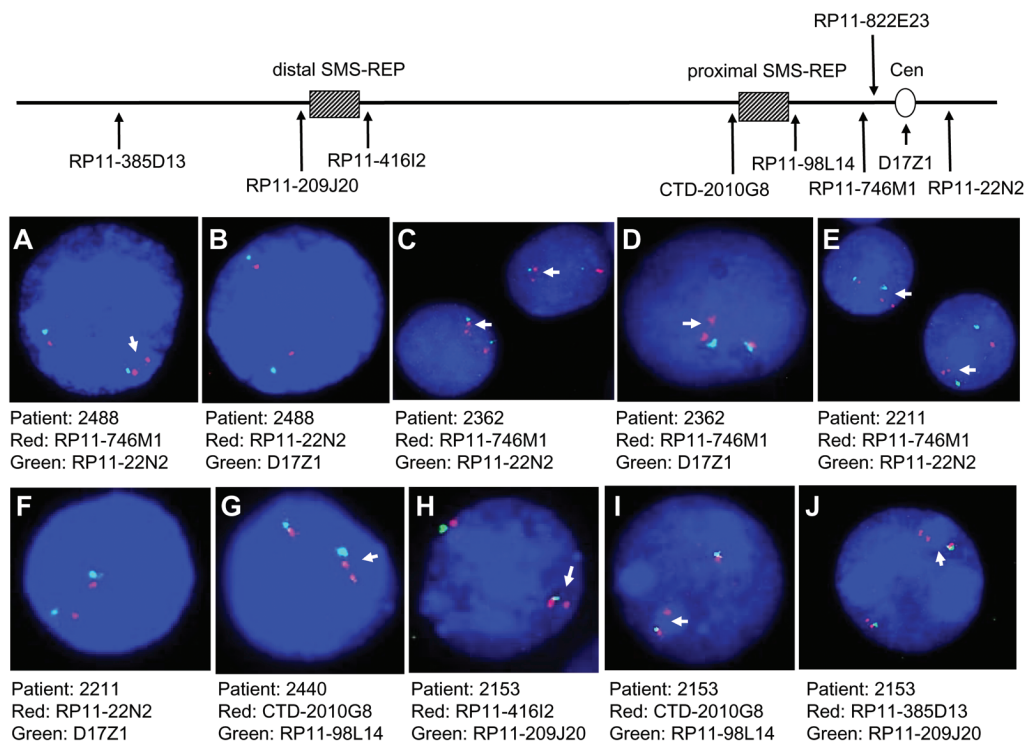 RP11-822E23
distal SMS-REP
proximal SMS-REP
Cen
RP11-385D13
RP11-209J20
RP11-416I2
CTD-2010G8
RP11-98L14
RP11-746M1
D17Z1
RP11-22N2
A
B
C
D
E
Patient: 2488
Red: RP11-746M1
Green: RP11-22N2
Patient: 2488
Red: RP11-22N2
Green: D17Z1
Patient: 2362
Red: RP11-746M1
Green: RP11-22N2
Patient: 2362
Red: RP11-746M1
Green: D17Z1
Patient: 2211
Red: RP11-746M1
Green: RP11-22N2
F
G
H
I
J
Patient: 2211
Red: RP11-22N2
Green: D17Z1
Patient: 2440
Red: CTD-2010G8
Green: RP11-98L14
Patient: 2153
Red: RP11-416I2
Green: RP11-209J20
Patient: 2153
Red: CTD-2010G8
Green: RP11-98L14
Patient: 2153
Red: RP11-385D13
Green: RP11-209J20